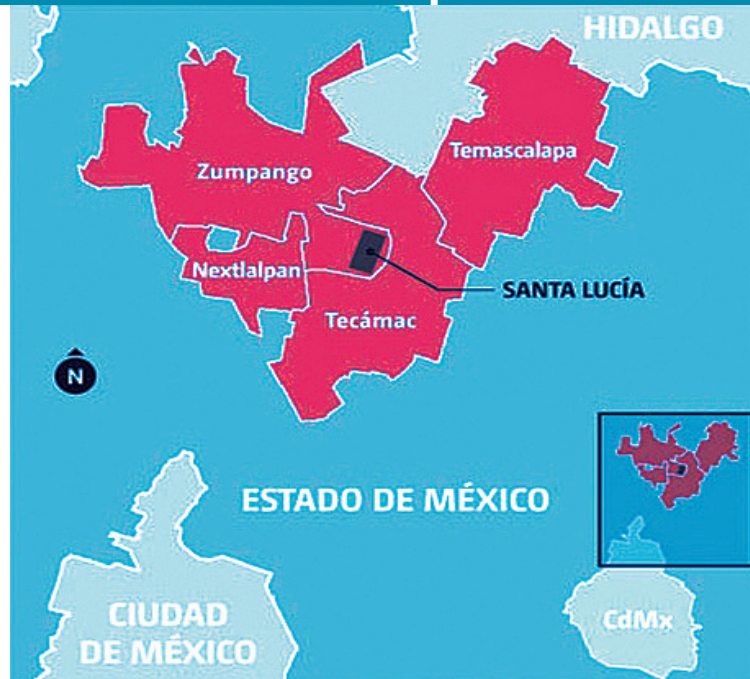 HIDALGO
Temascalapa
Zumpango
Nextlalpan
SANTA LUCÍA
Tecámac
N
ESTADO DE MÉXICO
CIUDAD
DE MÉXICO
CdMx